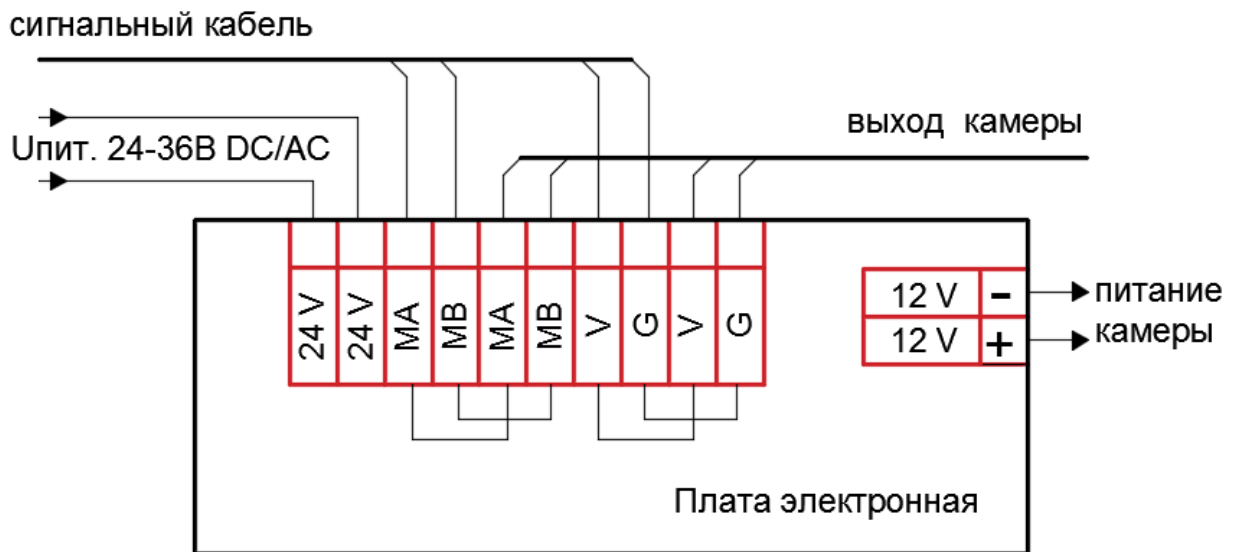 сигнальный кабель
Uпит. 24-36В DC/AC
выход камеры
24 V
24 V
MA
MB
MA
MB
V
G
V
G
12 V -
12 V +
питание
камеры
Плата электронная